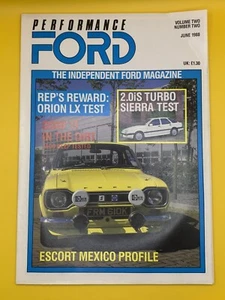 PERFORMANCE
FORD
VOLUME TWO
NUMBER TWO
JUNE 1988
UK: £1.30
THE INDEPENDENT FORD MAGAZINE
REP'S REWARD:
ORION LX TEST
2.0iS TURBO
SIERRA TEST
ESCORT MEXICO PROFILE